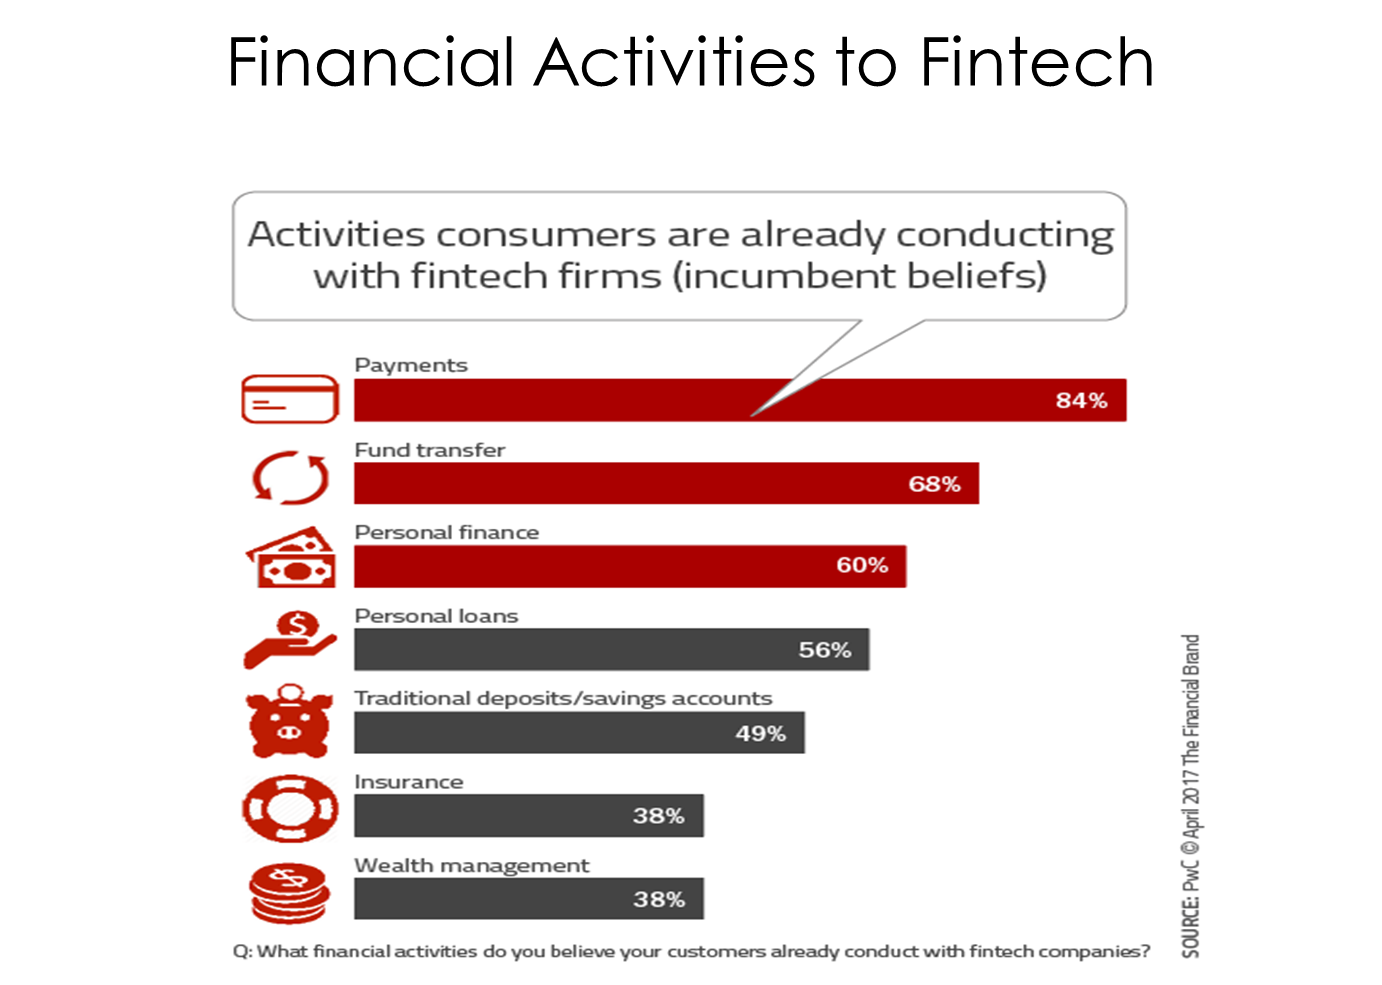 Financial Activities to Fintech
Activities consumers are already conducting
with fintech firms (incumbent beliefs)
Payments
84%
Fund transfer
68%
Personal finance
60%
Personal loans
$
56%
Traditional deposits/savings accounts
49%
Insurance
38%
Wealth management
$
38%
Q: What financial activities do you believe your customers already conduct with fintech companies?
SOURCE: PwC © April 2017 The Financial Brand